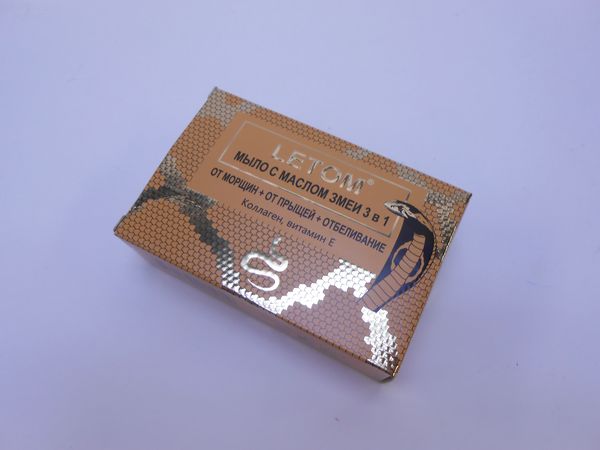 LETOM®
МЫЛО С МАСЛОМ ЗМЕИ 3 в 1
ОТ МОРЩИН + ОТ ПРЫЩЕЙ + ОТБЕЛИВАНИЕ
Коллаген, витамин Е